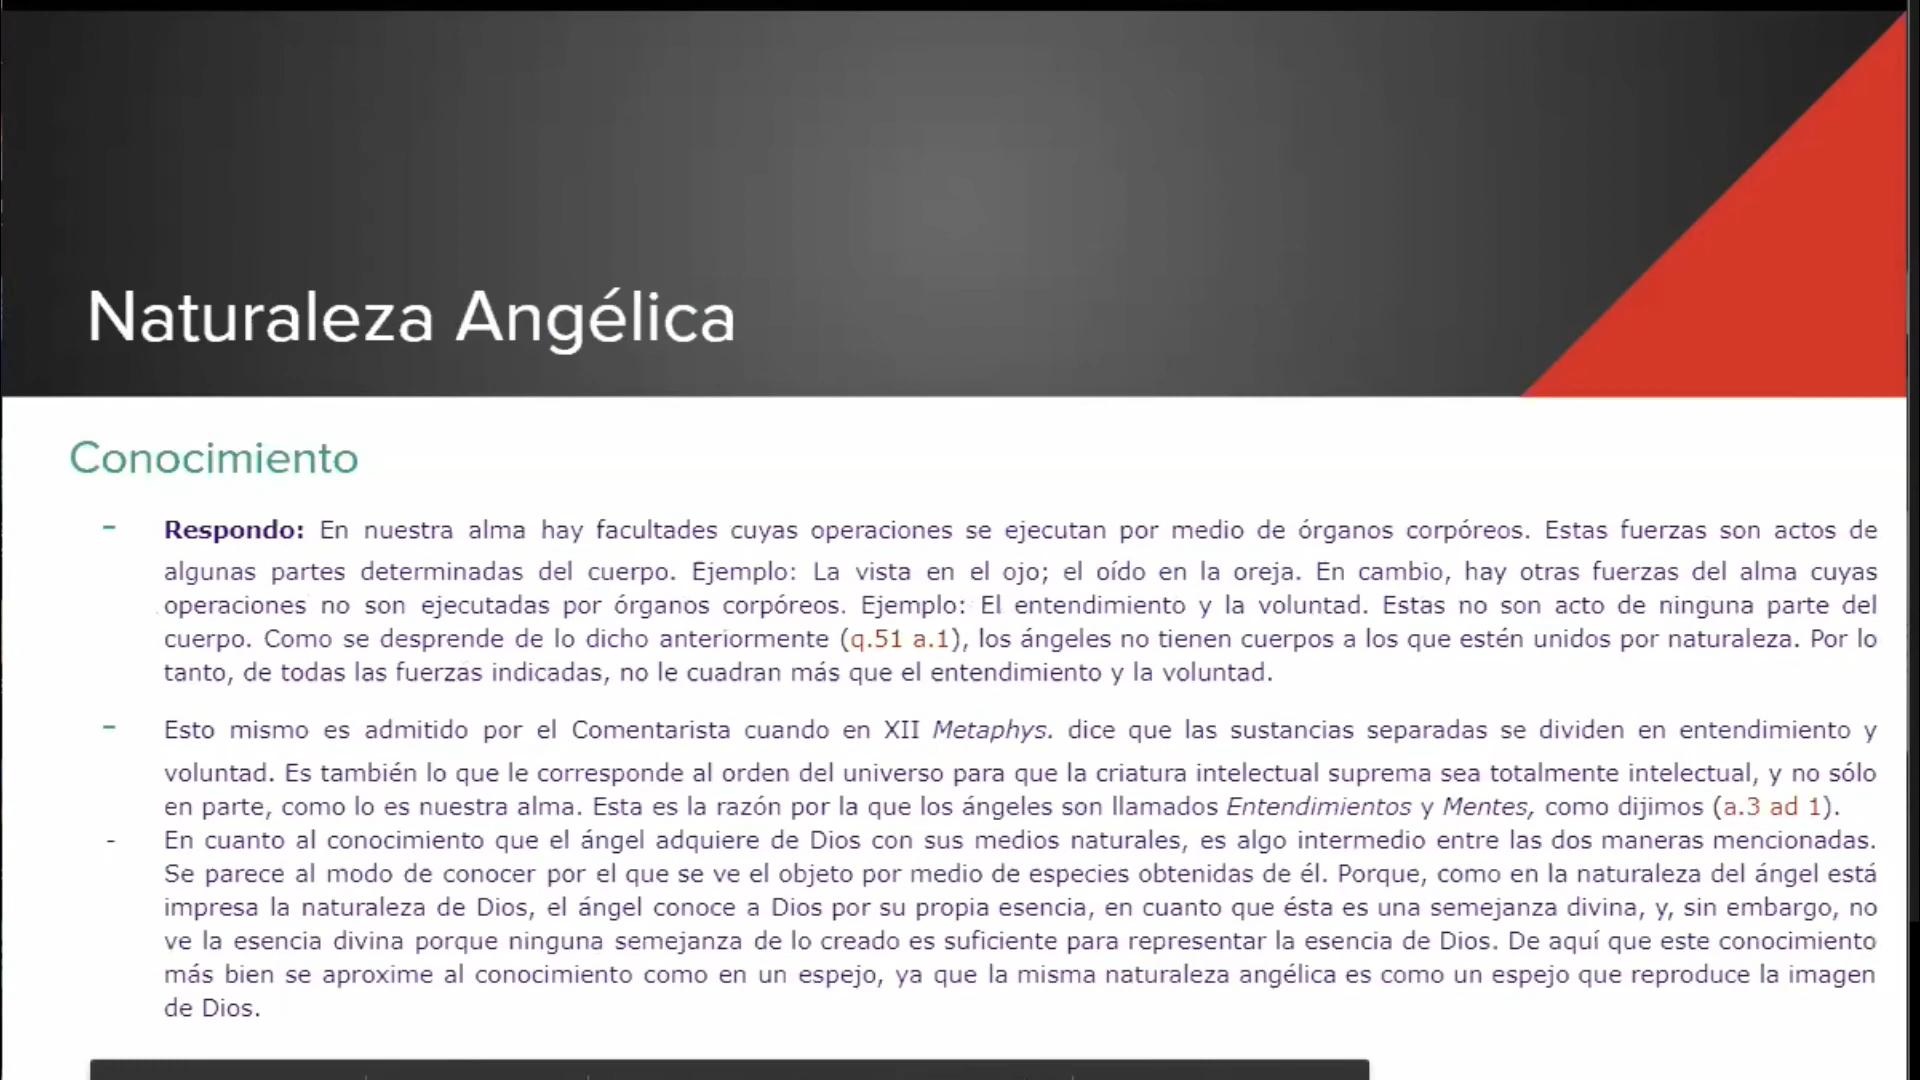 Naturaleza Angélica
Conocimiento
- Respondo: En nuestra alma hay facultades cuyas operaciones se ejecutan por medio de órganos corpóreos. Estas fuerzas son actos de
algunas partes determinadas del cuerpo. Ejemplo: La vista en el ojo; el oído en la oreja. En cambio, hay otras fuerzas del alma cuyas
operaciones no son ejecutadas por órganos corpóreos. Ejemplo: El entendimiento y la voluntad. Estas no son acto de ninguna parte del
cuerpo. Como se desprende de lo dicho anteriormente (q.51 a.1), los ángeles no tienen cuerpos a los que estén unidos por naturaleza. Por lo
tanto, de todas las fuerzas indicadas, no le cuadran más que el entendimiento y la voluntad.
- Esto mismo es admitido por el Comentarista cuando en XII Metaphys. dice que las sustancias separadas se dividen en entendimiento y
voluntad. Es también lo que le corresponde al orden del universo para que la criatura intelectual suprema sea totalmente intelectual, y no sólo
en parte, como lo es nuestra alma. Esta es la razón por la que los ángeles son llamados Entendimientos y Mentes, como dijimos (a.3 ad 1).
- En cuanto al conocimiento que el ángel adquiere de Dios con sus medios naturales, es algo intermedio entre las dos maneras mencionadas.
Se parece al modo de conocer por el que se ve el objeto por medio de especies obtenidas de él. Porque, como en la naturaleza del ángel está
impresa la naturaleza de Dios, el ángel conoce a Dios por su propia esencia, en cuanto que ésta es una semejanza divina, y, sin embargo, no
ve la esencia divina porque ninguna semejanza de lo creado es suficiente para representar la esencia de Dios. De aquí que este conocimiento
más bien se aproxime al conocimiento como en un espejo, ya que la misma naturaleza angélica es como un espejo que reproduce la imagen
de Dios.